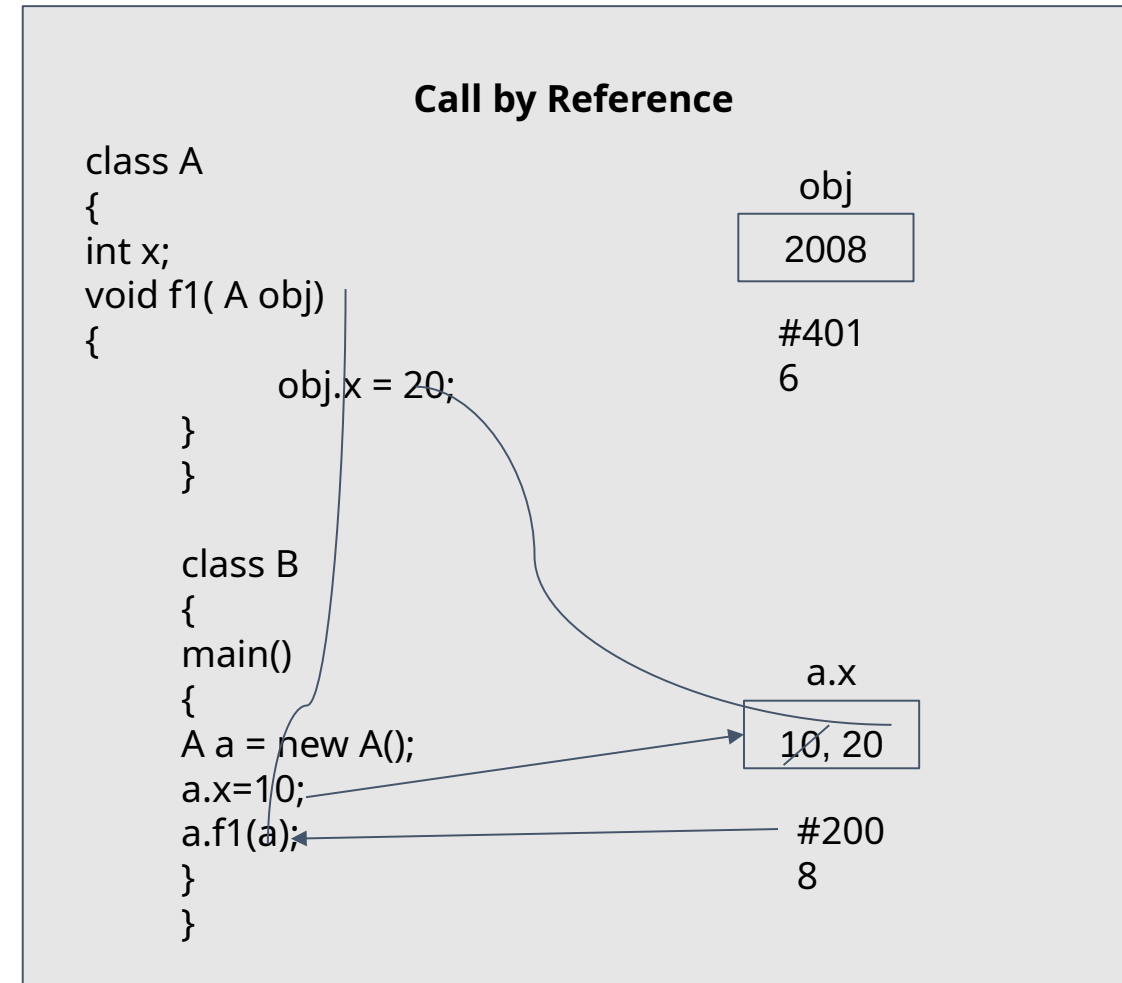 Call by Reference
class A
{
int x;
void f1( A obj)
{
obj.x = 20;
}
}
class B
{
main()
{
A a = new A();
a.x=10;
a.f1(a);
}
}
obj
2008
#401
6
a.x
10, 20
#200
8